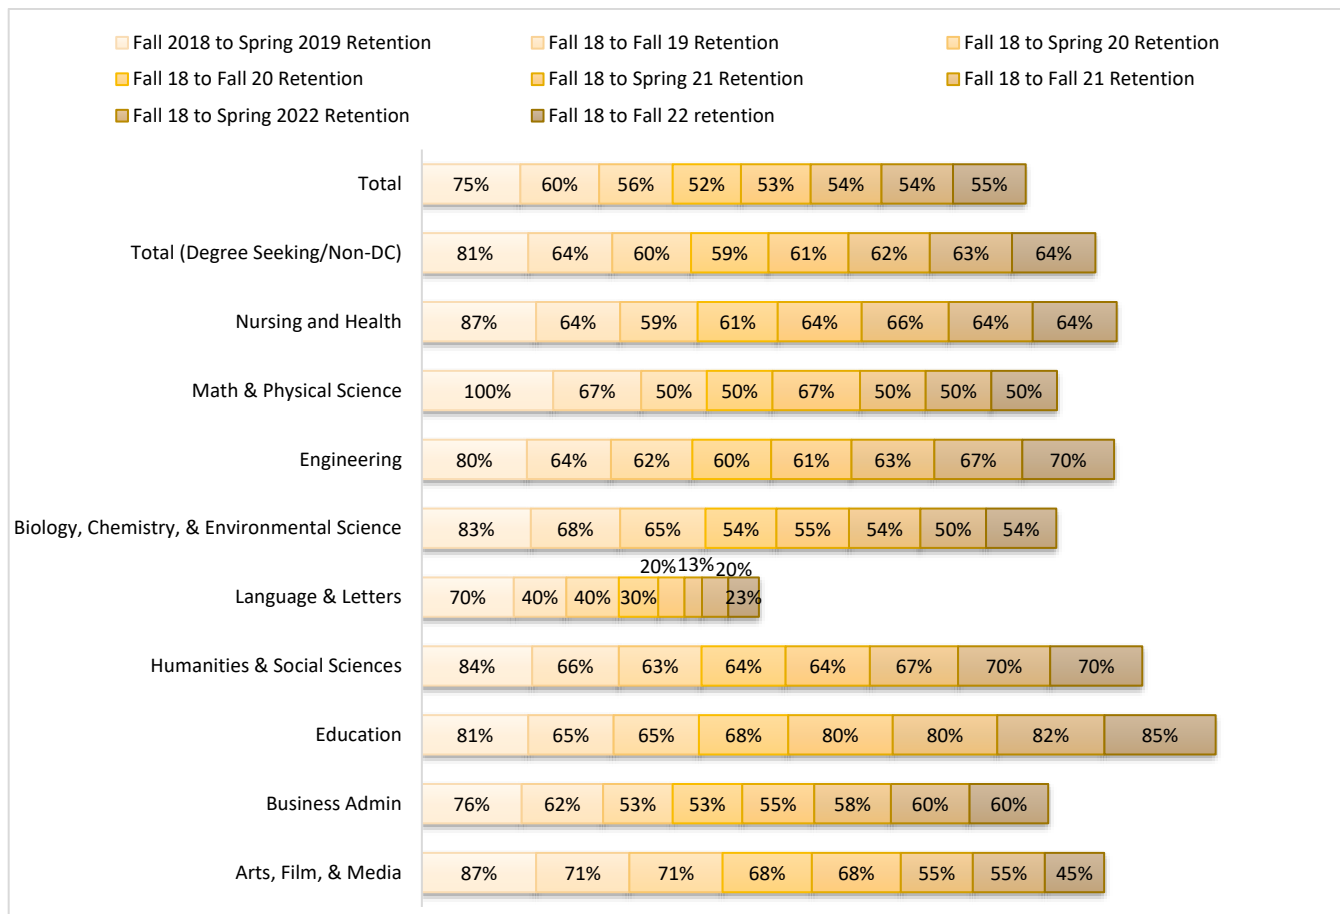 Fall 2018 to Spring 2019 Retention Fall 18 to Fall 19 Retention Fall 18 to Spring 20 Retention
Fall 18 to Fall 20 Retention Fall 18 to Spring 21 Retention Fall 18 to Fall 21 Retention
Fall 18 to Spring 2022 Retention Fall 18 to Fall 22 retention
Total 75% 60% 56% 52% 53% 54% 54% 55%
Total (Degree Seeking/Non-DC) 81% 64% 60% 59% 61% 62% 63% 64%
Nursing and Health 87% 64% 59% 61% 64% 66% 64% 64%
Math & Physical Science 100% 67% 50% 50% 67% 50% 50% 50%
Engineering 80% 64% 62% 60% 61% 63% 67% 70%
Biology, Chemistry, & Environmental Science 83% 68% 65% 54% 55% 54% 50% 54%
Language & Letters 70% 40% 40% 30% 20% 13% 20% 23%
Humanities & Social Sciences 84% 66% 63% 64% 64% 67% 70% 70%
Education 81% 65% 65% 68% 80% 80% 82% 85%
Business Admin 76% 62% 53% 53% 55% 58% 60% 60%
Arts, Film, & Media 87% 71% 71% 68% 68% 55% 55% 45%